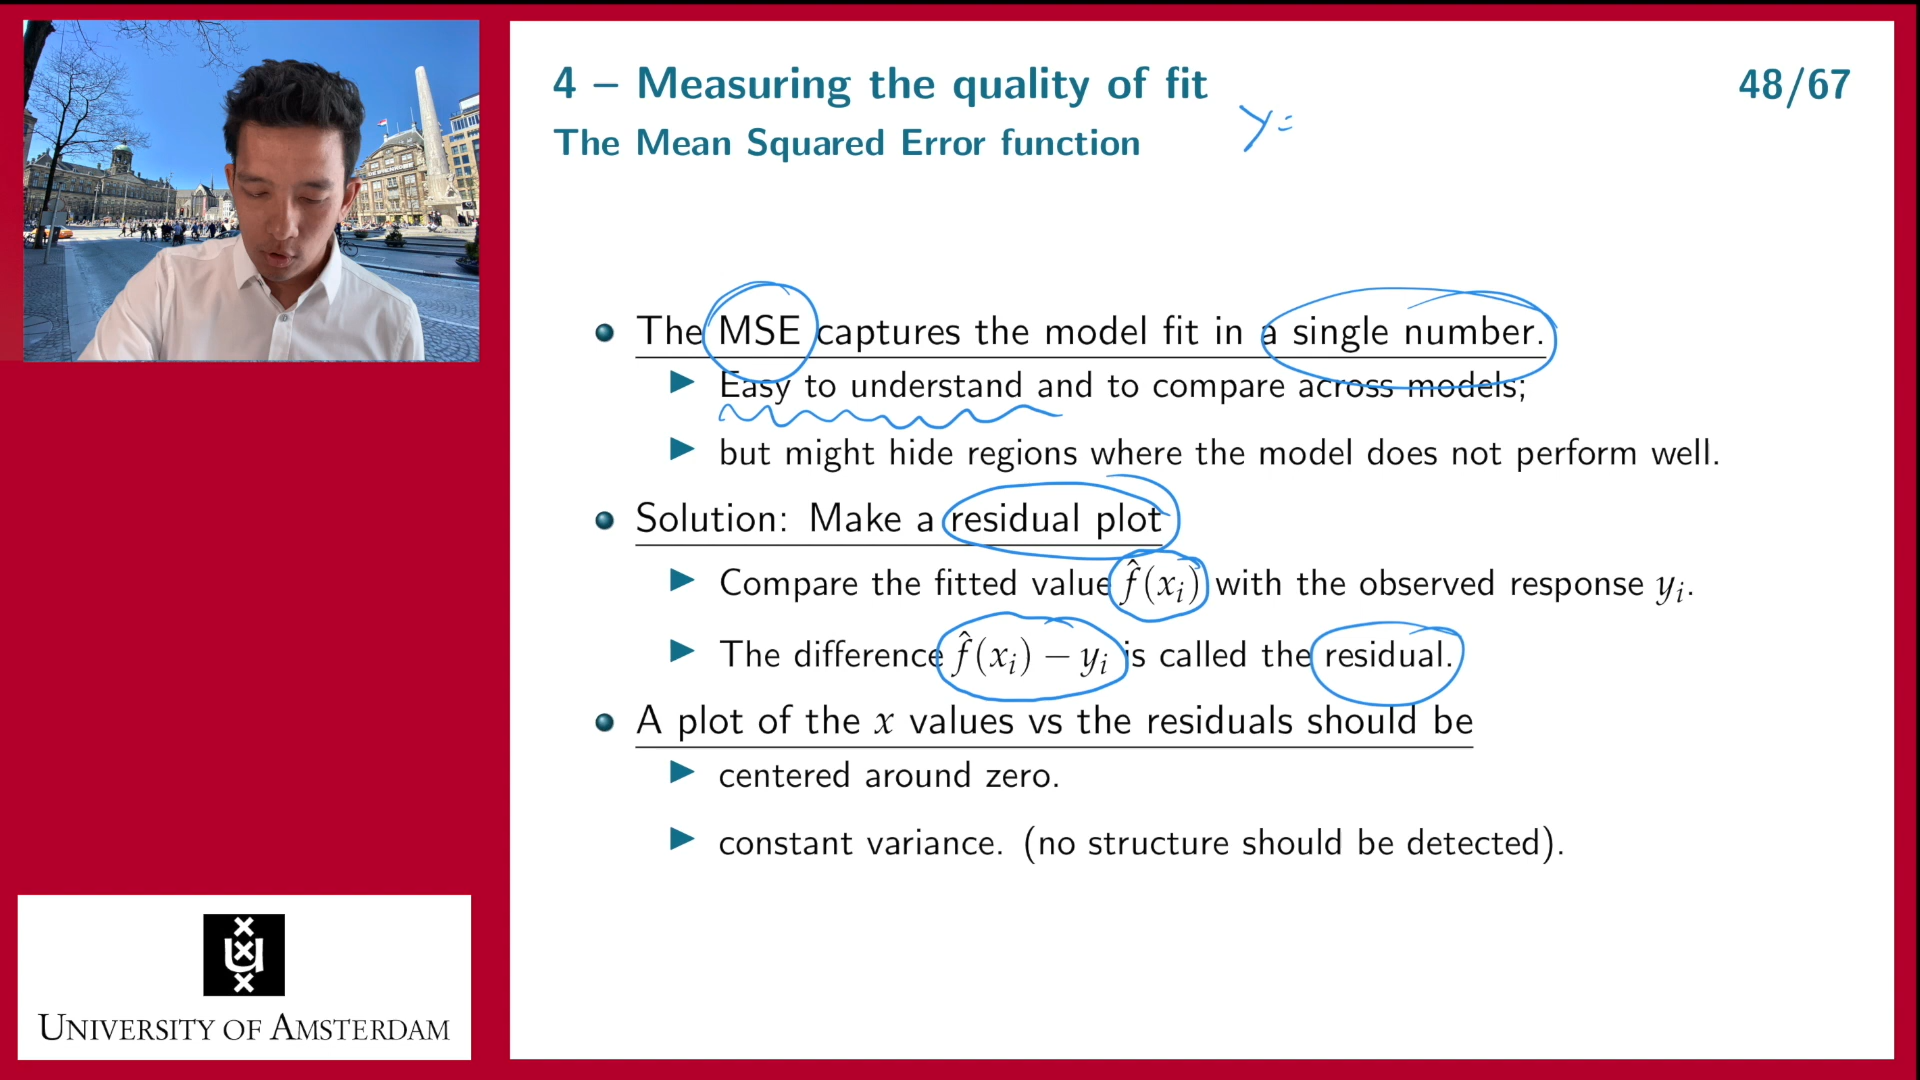 4 – Measuring the quality of fit
48/67
The Mean Squared Error function
y =
The MSE captures the model fit in a single number.
Easy to understand and to compare across models;
but might hide regions where the model does not perform well.
Solution: Make a residual plot
Compare the fitted value f̂(xᵢ) with the observed response yᵢ.
The difference f̂(xᵢ) − yᵢ is called the residual.
A plot of the x values vs the residuals should be
centered around zero.
constant variance. (no structure should be detected).
UNIVERSITY OF AMSTERDAM